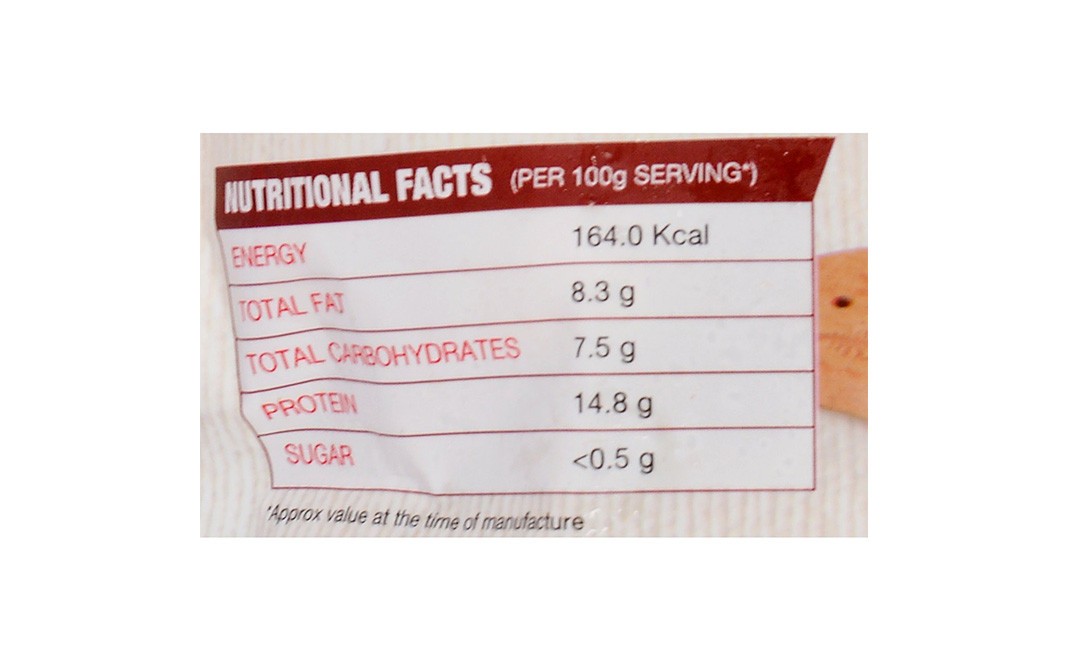 NUTRITIONAL FACTS (PER 100g SERVING*)
ENERGY 164.0 Kcal
TOTAL FAT 8.3 g
TOTAL CARBOHYDRATES 7.5 g
PROTEIN 14.8 g
SUGAR <0.5 g
*Approx value at the time of manufacture